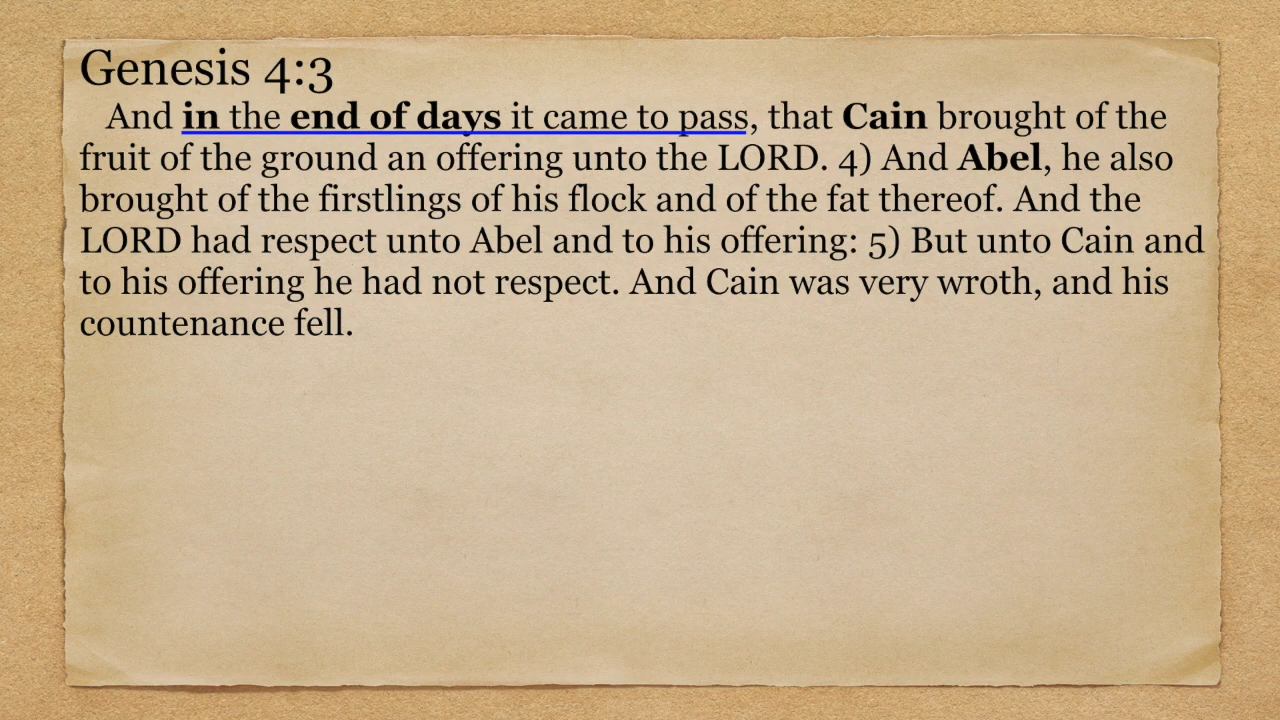 Genesis 4:3
And in the end of days it came to pass, that Cain brought of the
fruit of the ground an offering unto the LORD. 4) And Abel, he also
brought of the firstlings of his flock and of the fat thereof. And the
LORD had respect unto Abel and to his offering: 5) But unto Cain and
to his offering he had not respect. And Cain was very wroth, and his
countenance fell.